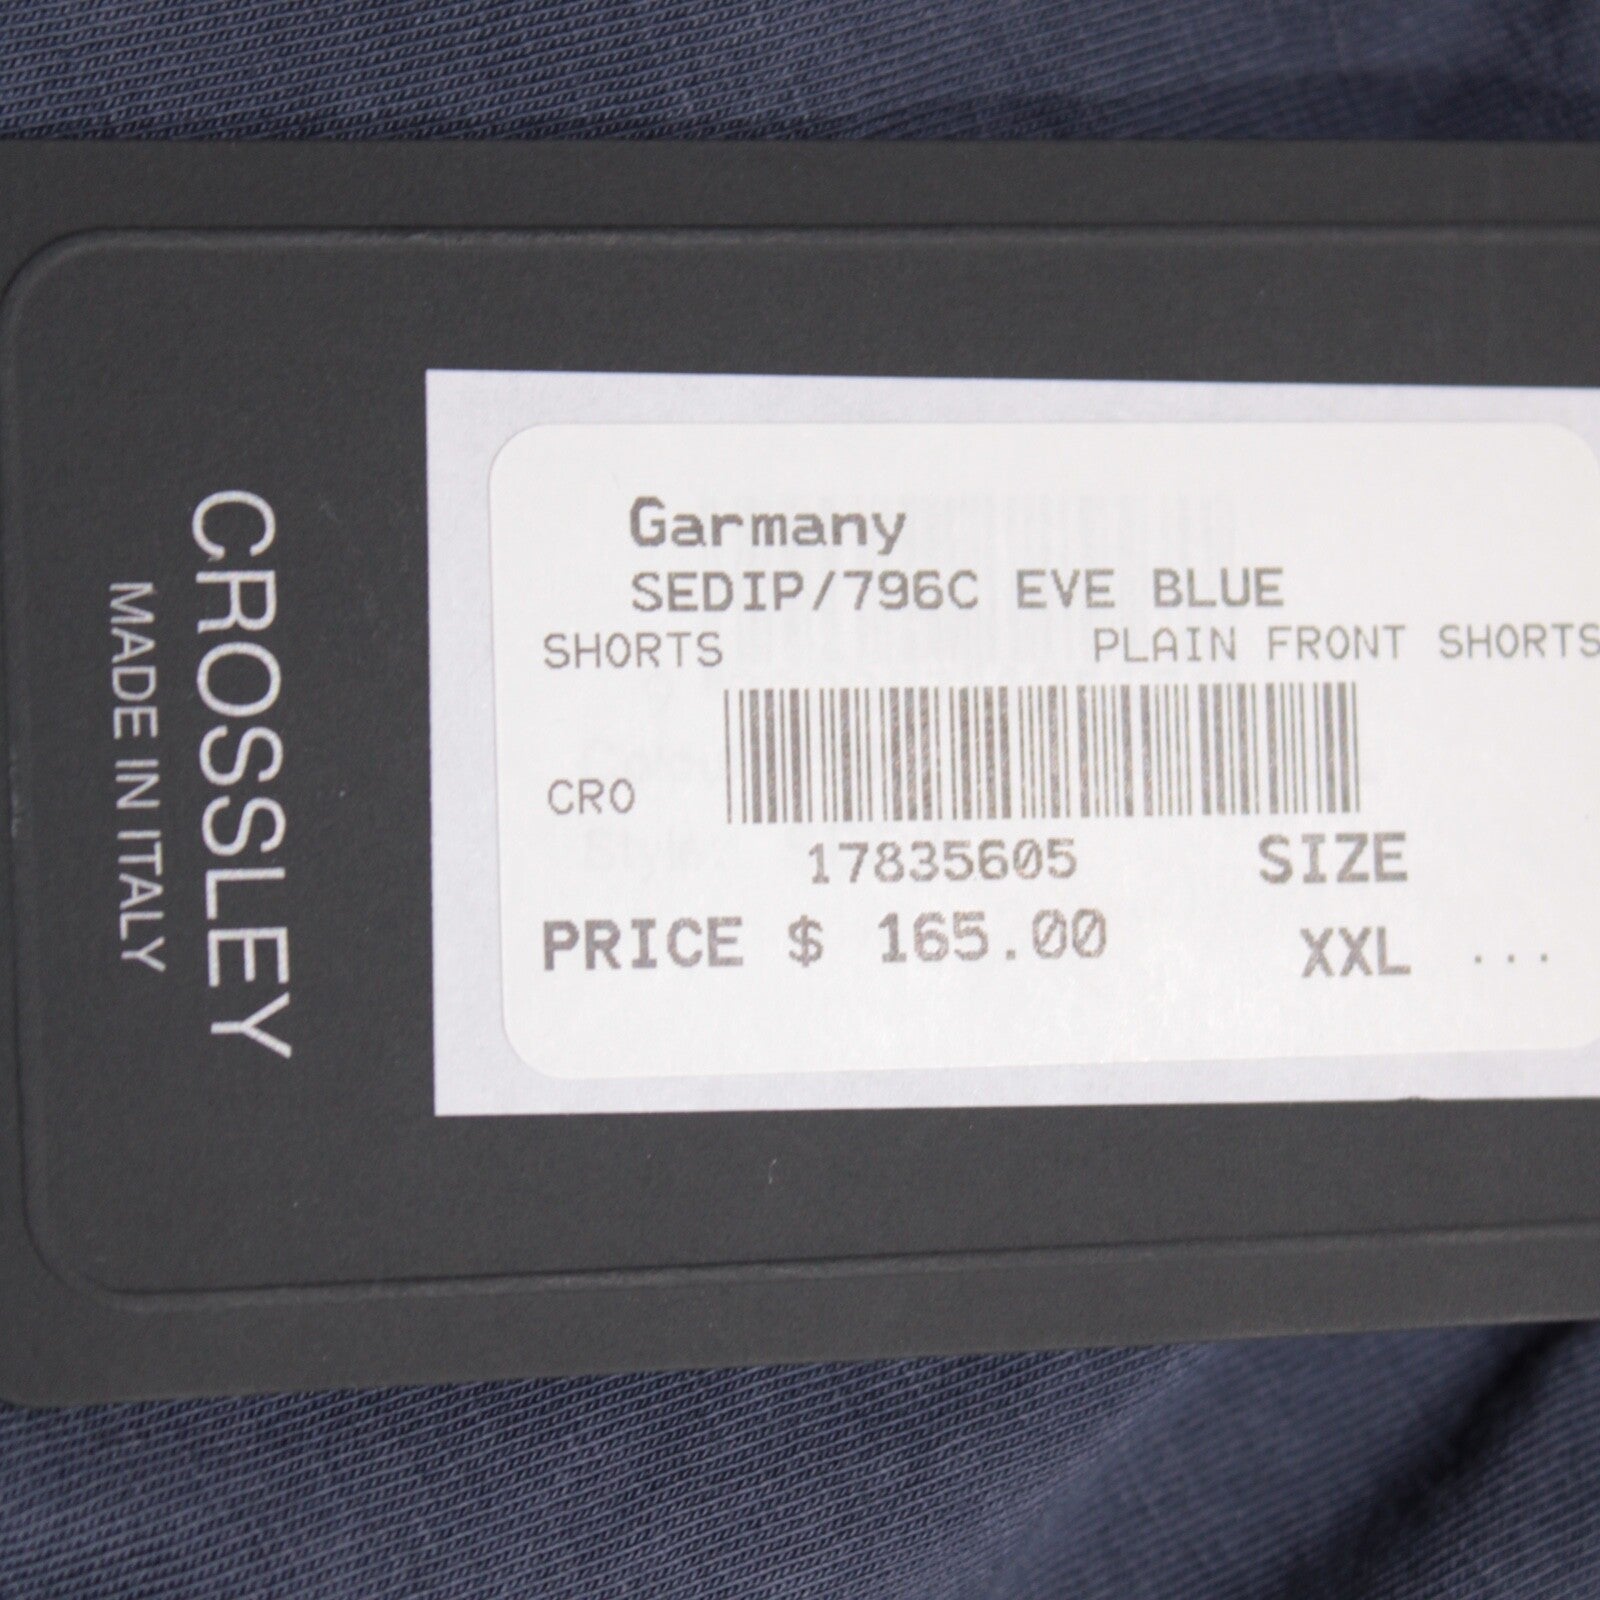 CROSSLEY
MADE IN ITALY
Garmany
SEDIP/796C EVE BLUE
SHORTS PLAIN FRONT SHORTS
CRO
17835605 SIZE
PRICE $ 165.00 XXL ...